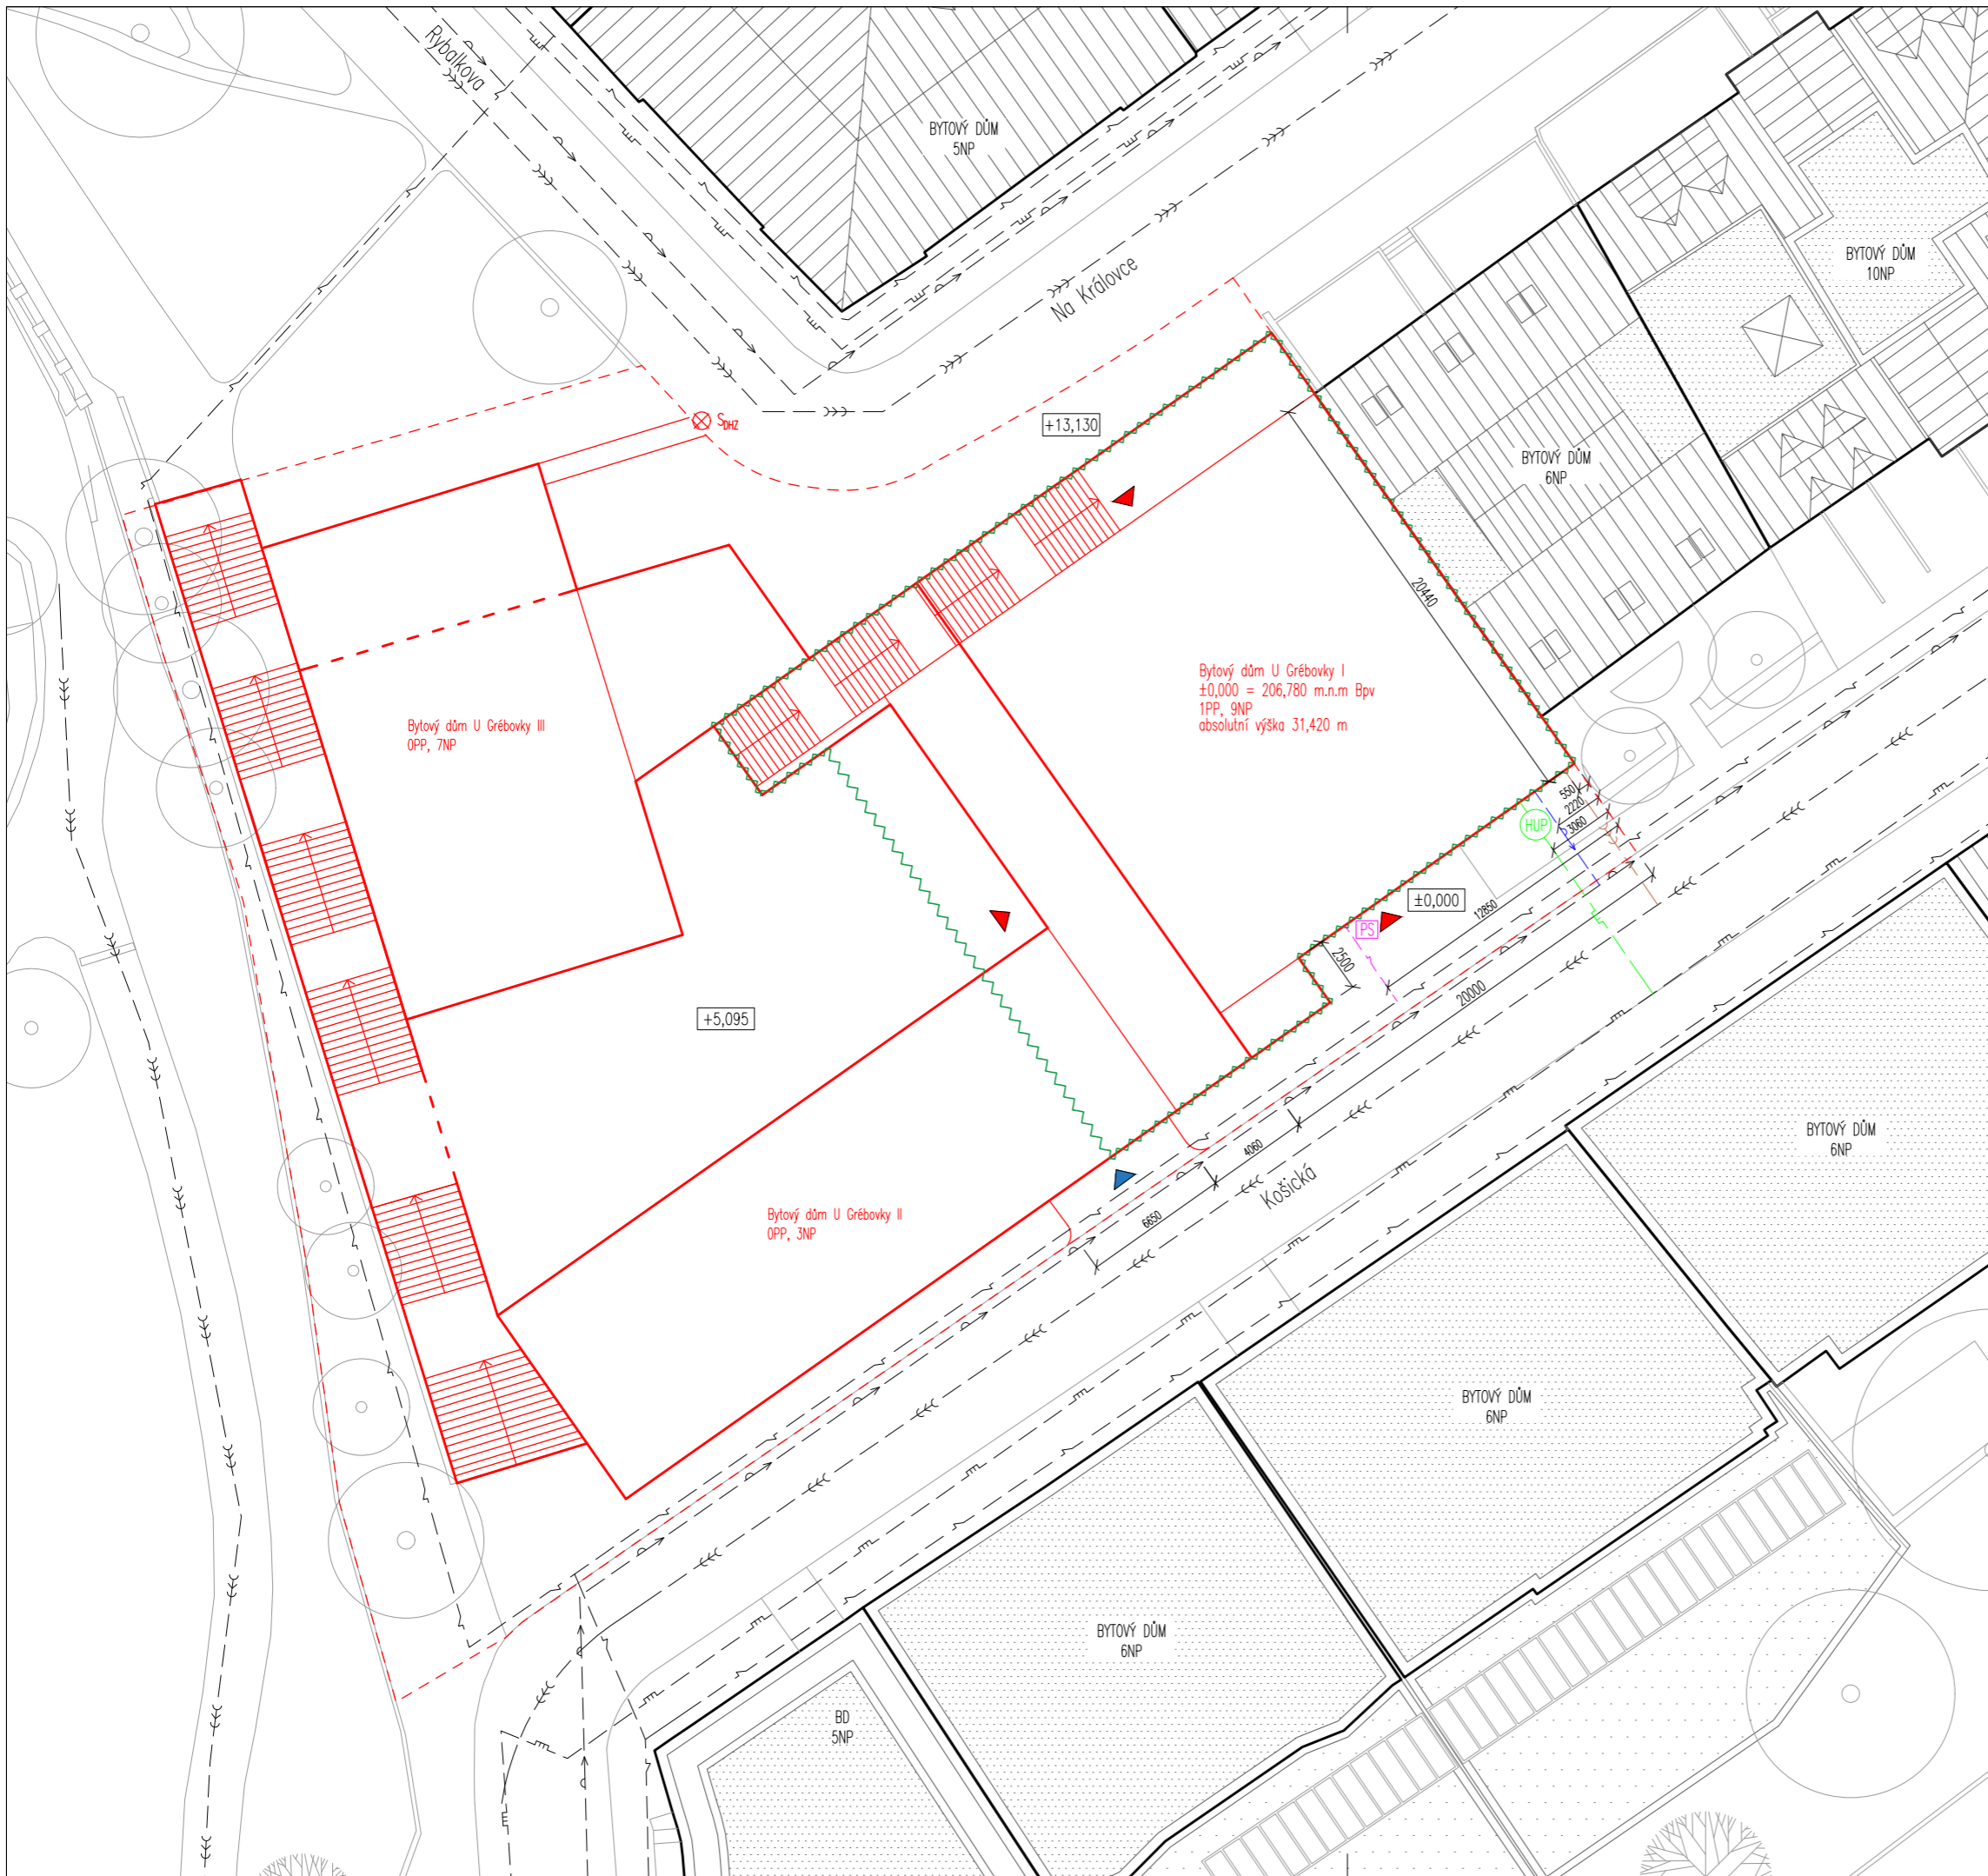 Rybalkova
BYTOVÝ DŮM
5NP
Na Královce
BYTOVÝ DŮM
10NP
S DHZ
+13,130
BYTOVÝ DŮM
6NP
20440
Bytový dům U Grébovky I
±0,000 = 206,780 m.n.m Bpv
1PP, 9NP
absolutní výška 31,420 m
Bytový dům U Grébovky III
0PP, 7NP
550
2220
3060
HUP
±0,000
12850
PS
2500
20000
+5,095
4060
Košická
6650
Bytový dům U Grébovky II
0PP, 3NP
BYTOVÝ DŮM
6NP
BYTOVÝ DŮM
6NP
BYTOVÝ DŮM
6NP
BD
5NP